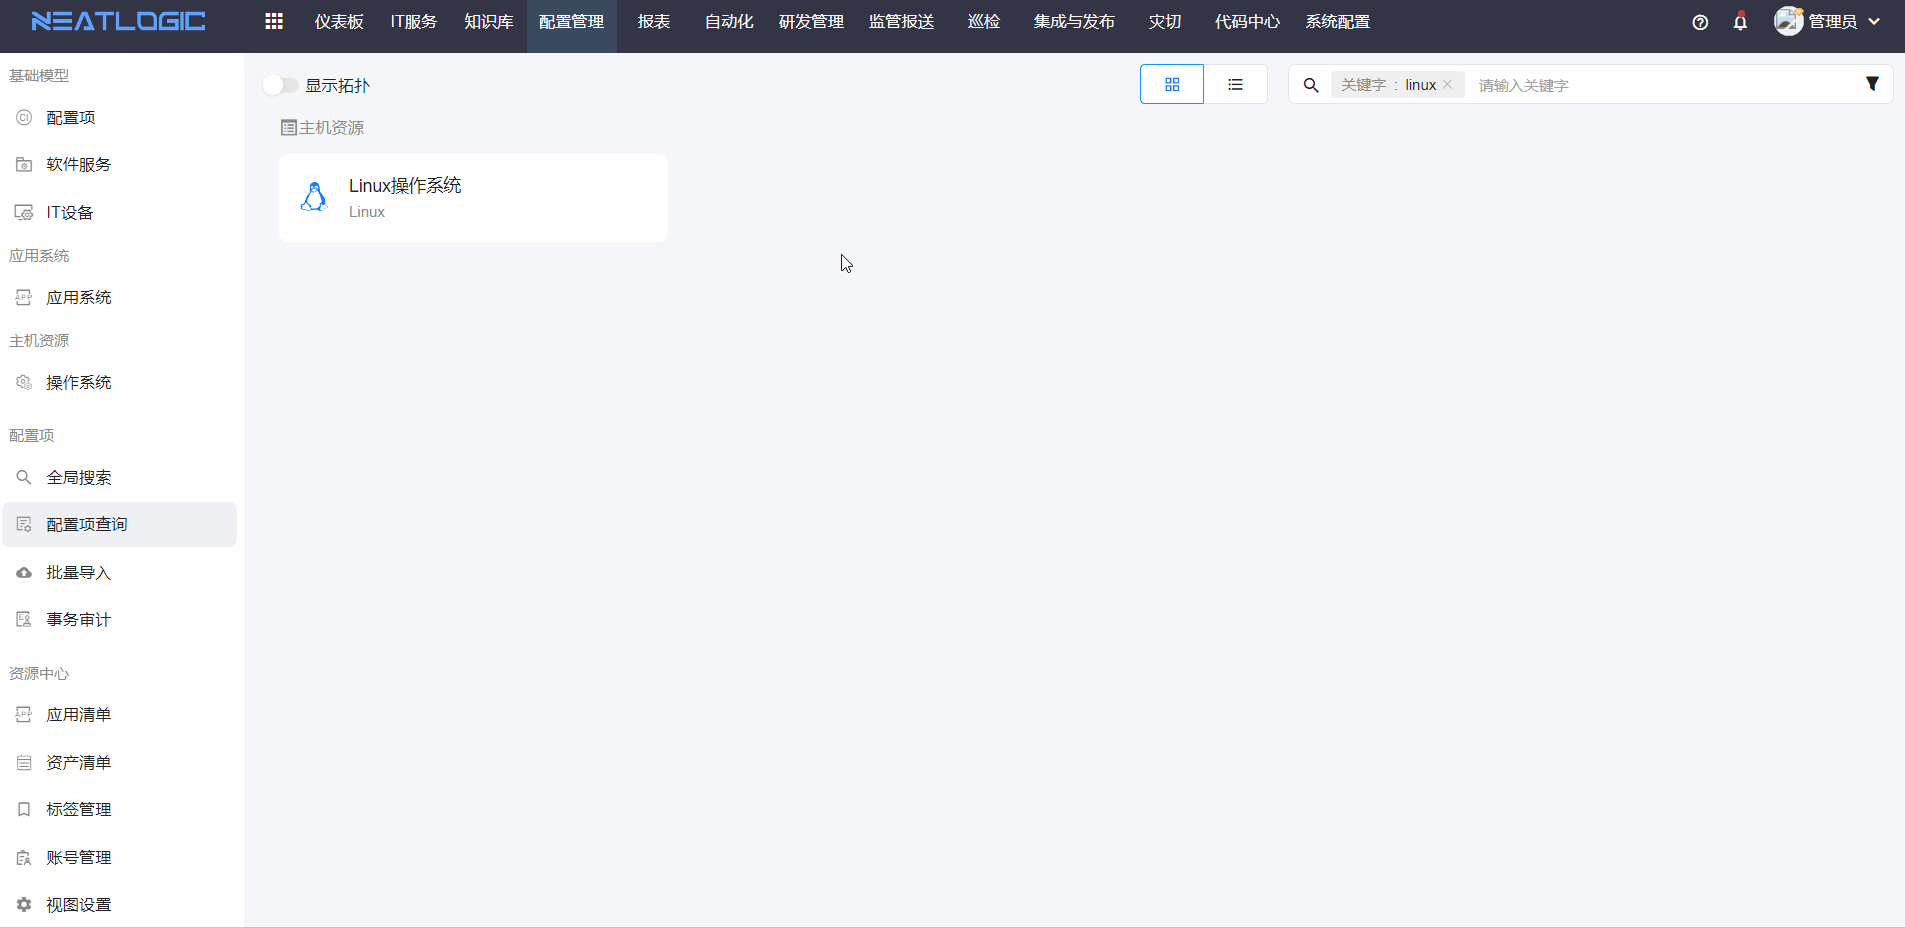 NEATLOGIC
仪表板 IT服务 知识库 配置管理 报表 自动化 研发管理 监管报送 巡检 集成与发布 灾切 代码中心 系统配置
管理员
基础模型
CI 配置项
软件服务
IT设备
应用系统
APP 应用系统
主机资源
操作系统
配置项
全局搜索
配置项查询
批量导入
事务审计
资源中心
APP 应用清单
资产清单
标签管理
账号管理
视图设置
显示拓扑
关键字 : linux 请输入关键字
主机资源
Linux操作系统
Linux